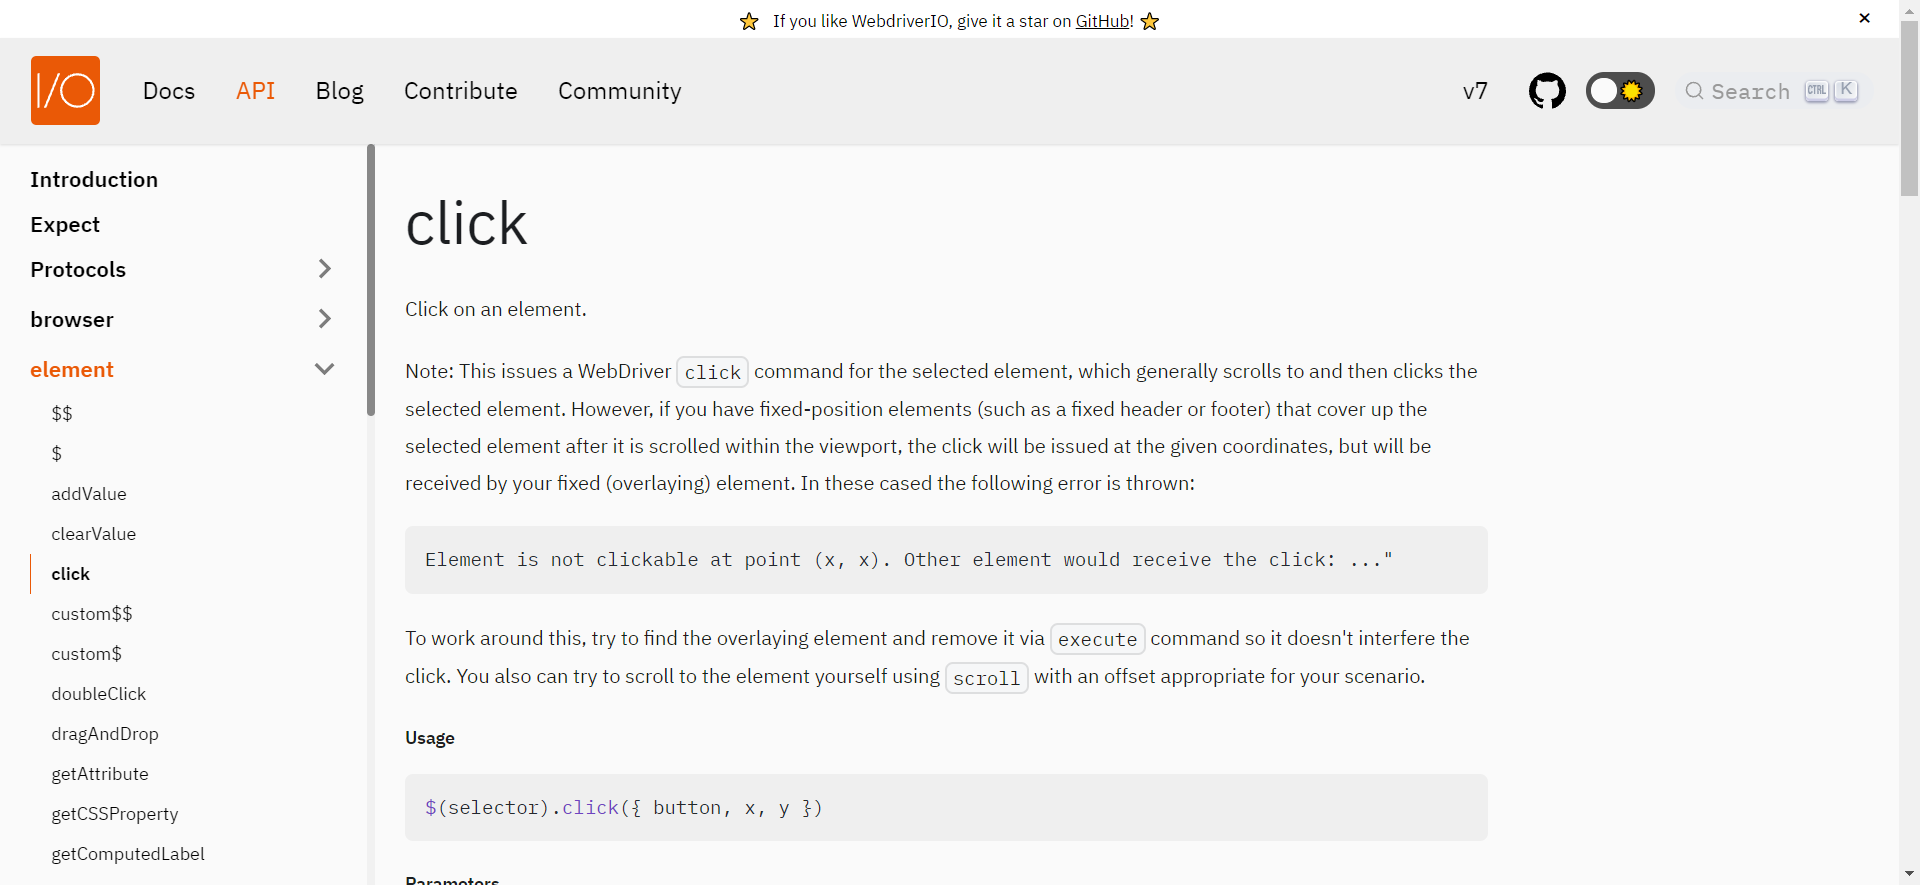 If you like WebdriverIO, give it a star on GitHub!
I/O
Docs
API
Blog
Contribute
Community
v7
Search
CTRL
K
Introduction
Expect
Protocols
browser
element
$$
$
addValue
clearValue
click
custom$$
custom$
doubleClick
dragAndDrop
getAttribute
getCSSProperty
getComputedLabel
click
Click on an element.
Note: This issues a WebDriver click command for the selected element, which generally scrolls to and then clicks the
selected element. However, if you have fixed-position elements (such as a fixed header or footer) that cover up the
selected element after it is scrolled within the viewport, the click will be issued at the given coordinates, but will be
received by your fixed (overlaying) element. In these cased the following error is thrown:
Element is not clickable at point (x, x). Other element would receive the click: ..."
To work around this, try to find the overlaying element and remove it via execute command so it doesn't interfere the
click. You also can try to scroll to the element yourself using scroll with an offset appropriate for your scenario.
Usage
$(selector).click({ button, x, y })
Parameters